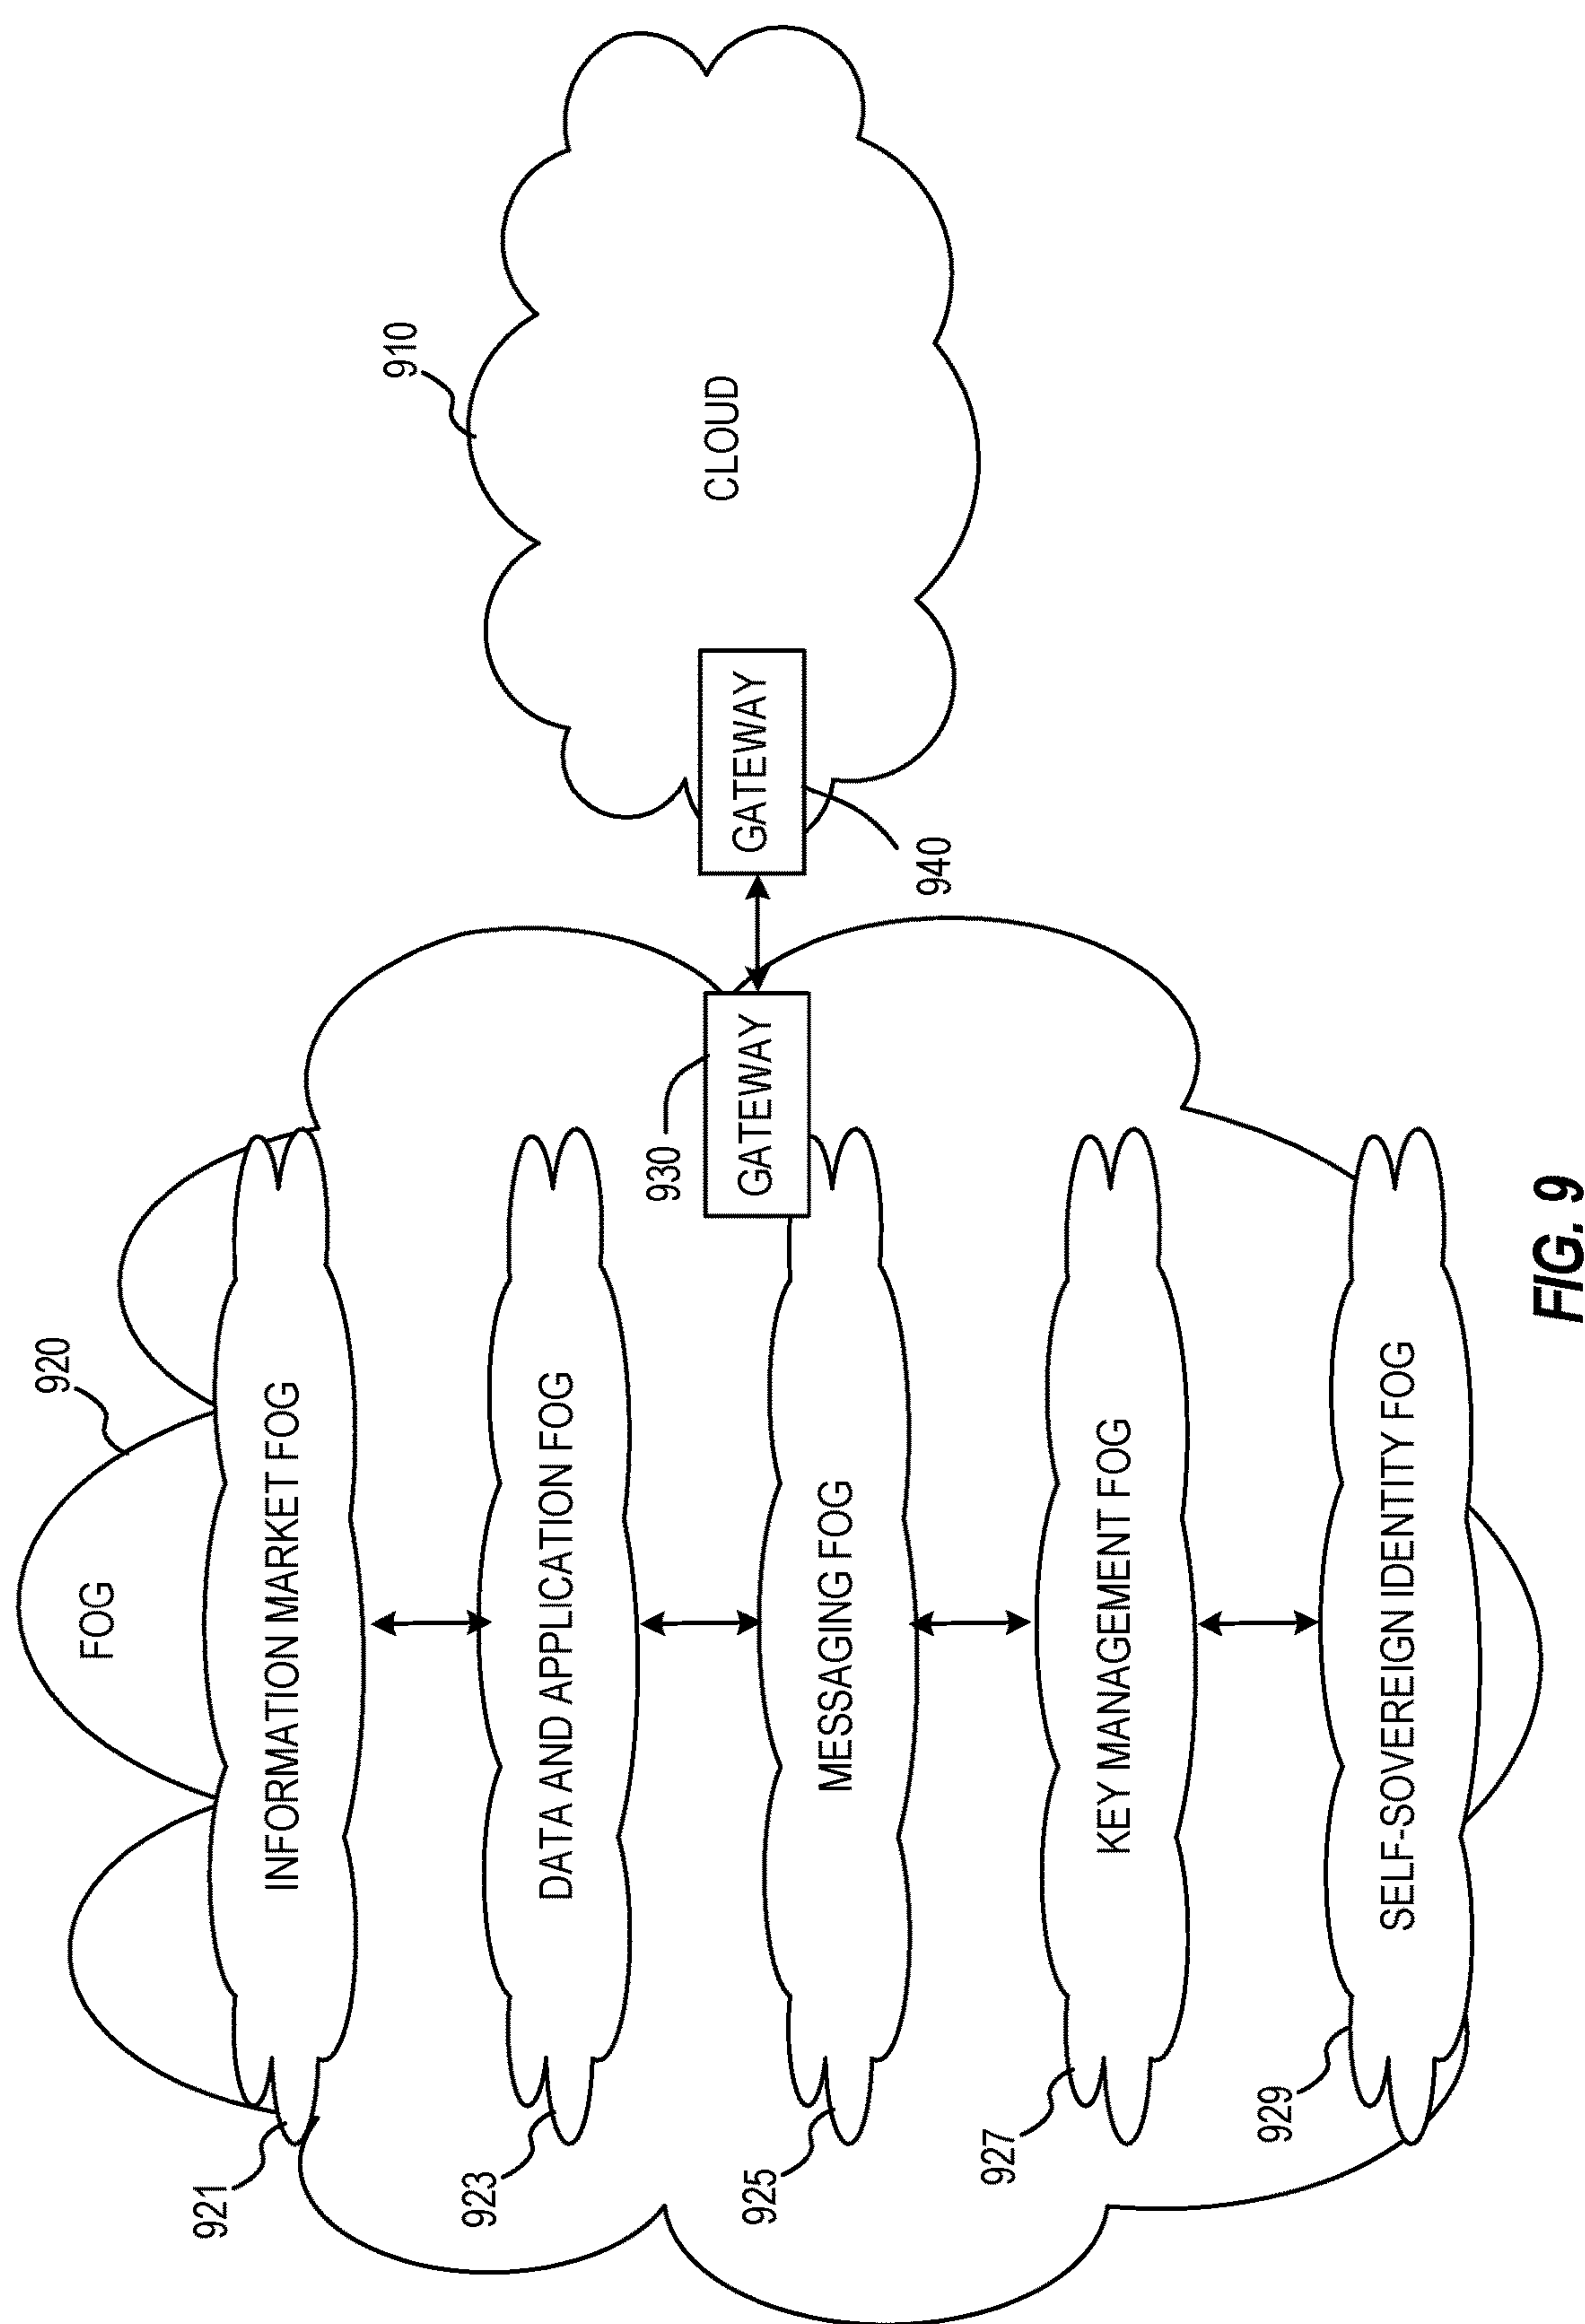 920
FOG
921
INFORMATION MARKET FOG
923
DATA AND APPLICATION FOG
925
MESSAGING FOG
927
KEY MANAGEMENT FOG
929
SELF-SOVEREIGN IDENTITY FOG
930
GATEWAY
GATEWAY
940
910
CLOUD
FIG. 9